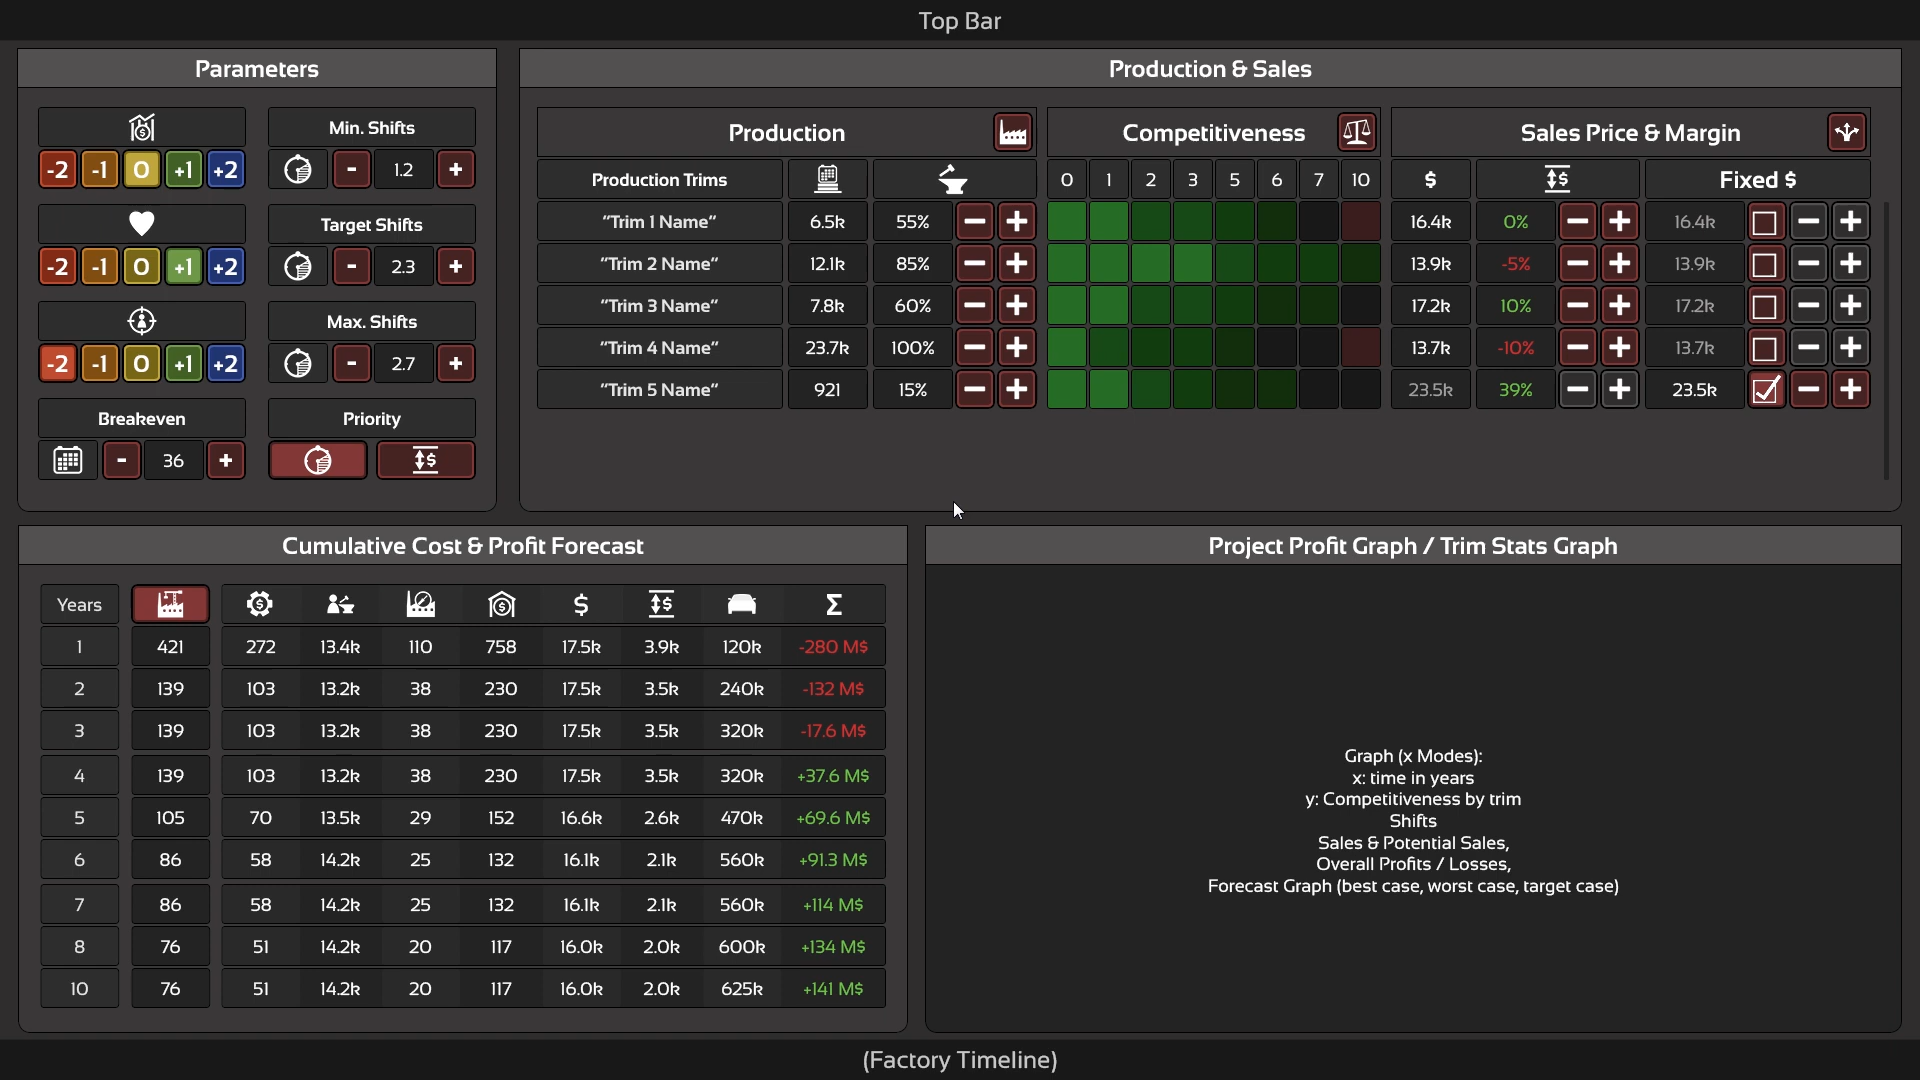 Top Bar
Parameters
Min. Shifts
-2 -1 0 +1 +2 - 1.2 +
Target Shifts
-2 -1 0 +1 +2 - 2.3 +
Max. Shifts
-2 -1 0 +1 +2 - 2.7 +
Breakeven Priority
- 36 + $
Production & Sales
Production Competitiveness Sales Price & Margin
Production Trims 0 1 2 3 5 6 7 10 $ $ Fixed $
"Trim 1 Name" 6.5k 55% - + 16.4k 0% - + 16.4k - +
"Trim 2 Name" 12.1k 85% - + 13.9k -5% - + 13.9k - +
"Trim 3 Name" 7.8k 60% - + 17.2k 10% - + 17.2k - +
"Trim 4 Name" 23.7k 100% - + 13.7k -10% - + 13.7k - +
"Trim 5 Name" 921 15% - + 23.5k 39% - + 23.5k - +
Cumulative Cost & Profit Forecast
Years $ $ $ $ Σ
1 421 272 13.4k 110 758 17.5k 3.9k 120k -280 M$
2 139 103 13.2k 38 230 17.5k 3.5k 240k -132 M$
3 139 103 13.2k 38 230 17.5k 3.5k 320k -17.6 M$
4 139 103 13.2k 38 230 17.5k 3.5k 320k +37.6 M$
5 105 70 13.5k 29 152 16.6k 2.6k 470k +69.6 M$
6 86 58 14.2k 25 132 16.1k 2.1k 560k +91.3 M$
7 86 58 14.2k 25 132 16.1k 2.1k 560k +114 M$
8 76 51 14.2k 20 117 16.0k 2.0k 600k +134 M$
10 76 51 14.2k 20 117 16.0k 2.0k 625k +141 M$
Project Profit Graph / Trim Stats Graph
Graph (x Modes):
x: time in years
y: Competitiveness by trim
Shifts
Sales & Potential Sales,
Overall Profits / Losses,
Forecast Graph (best case, worst case, target case)
(Factory Timeline)